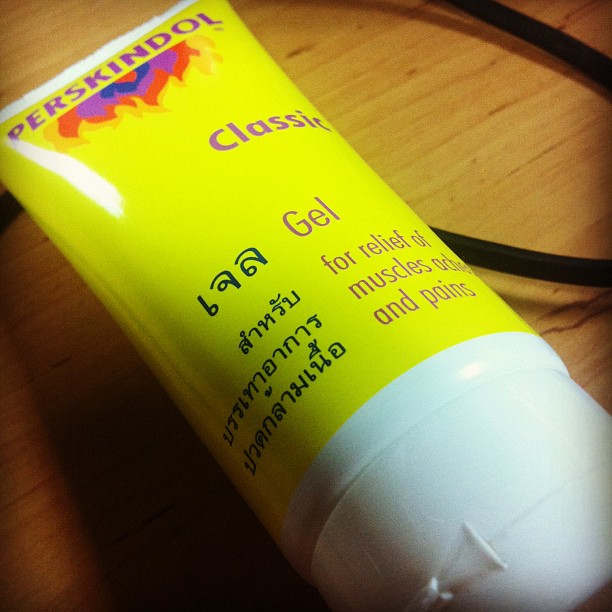 PERSKINDOL
Classic
Gel
for relief of
muscles ache
and pains
เจล
สำหรับ
บรรเทาอาการ
ปวดกล้ามเนื้อ